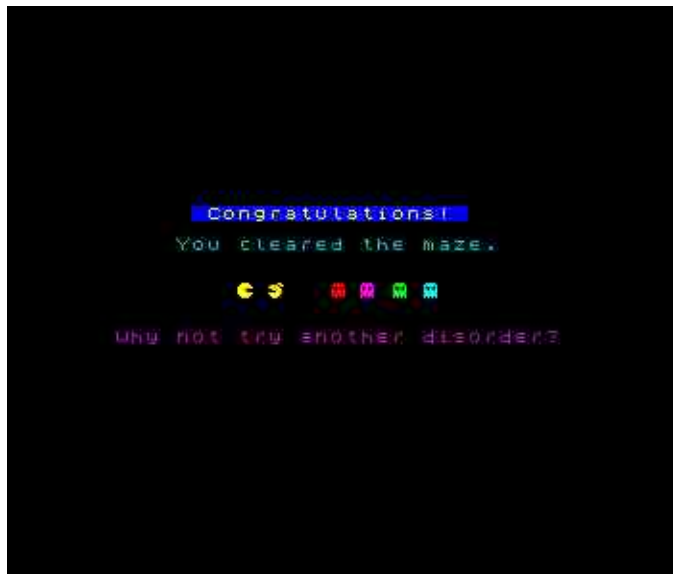 Congratulations!
You cleared the maze.
Why not try another disorder?